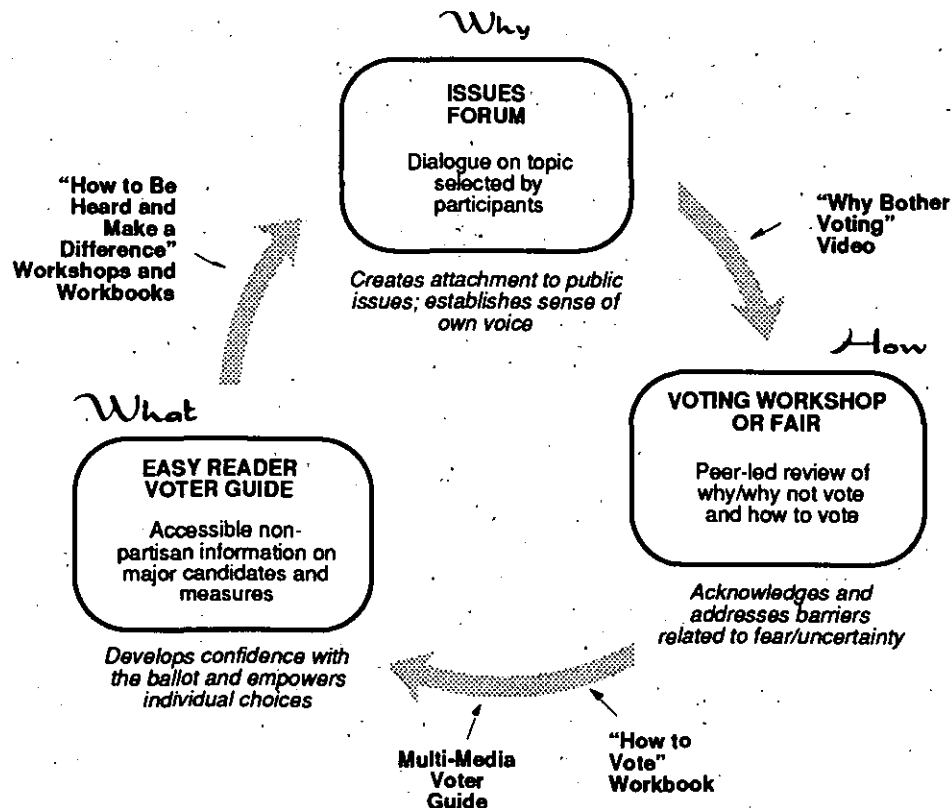 Why
ISSUES
FORUM
Dialogue on topic
selected by
participants
Creates attachment to public
issues; establishes sense of
own voice
"Why Bother
Voting"
Video
How
VOTING WORKSHOP
OR FAIR
Peer-led review of
why/why not vote
and how to vote
Acknowledges and
addresses barriers
related to fear/uncertainty
"How to
Vote"
Workbook
Multi-Media
Voter
Guide
What
EASY READER
VOTER GUIDE
Accessible non-
partisan information on
major candidates and
measures
Develops confidence with
the ballot and empowers
individual choices
"How to Be
Heard and
Make a
Difference"
Workshops and
Workbooks